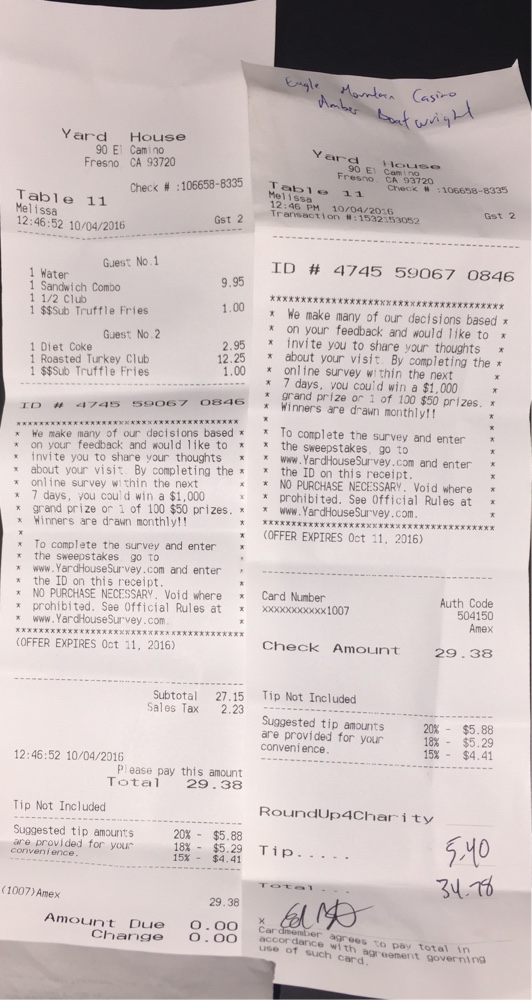 Yard House
90 E Camino
Fresno CA 93720
Check # :106658-8335
Table 11
Melissa
12:46:52 10/04/2016
Gst 2
Guest No.1
1 Water
1 Sandwich Combo 9.95
1 1/2 Club
1 $$Sub Truffle Fries 1.00
Guest No.2
1 Diet Coke 2.95
1 Roasted Turkey Club 12.25
1 $$Sub Truffle Fries 1.00
ID # 4745 59067 0846
We make many of our decisions based
on your feedback and would like to
invite you to share your thoughts
about your visit. By completing the
online survey within the next
7 days, you could win a $1,000
grand prize or 1 of 100 $50 prizes.
Winners are drawn monthly!!
To complete the survey and enter
the sweepstakes, go to
www.YardHouseSurvey.com and enter
the ID on this receipt.
NO PURCHASE NECESSARY. Void where
prohibited. See Official Rules at
www.YardHouseSurvey.com.
(OFFER EXPIRES Oct 11, 2016)
Subtotal 27.15
Sales Tax 2.23
12:46:52 10/04/2016
Please pay this amount
Total 29.38
Tip Not Included
Suggested tip amounts 20% - $5.88
are provided for your 18% - $5.29
convenience. 15% - $4.41
(1007)Amex
29.38
Amount Due 0.00
Change 0.00
Eagle Mountain Casino
Amber Boatwright
Yard House
90 E Camino
Fresno, CA 93720
Check # :106658-8335
Table 11
Melissa
12:46 PM 10/04/2016
Gst 2
Transaction #:1532153052
ID # 4745 59067 0846
We make many of our decisions based
on your feedback and would like to
invite you to share your thoughts
about your visit. By completing the
online survey within the next
7 days, you could win a $1,000
grand prize or 1 of 100 $50 prizes.
Winners are drawn monthly!!
To complete the survey and enter
the sweepstakes, go to
www.YardHouseSurvey.com and enter
the ID on this receipt.
NO PURCHASE NECESSARY. Void where
prohibited. See Official Rules at
www.YardHouseSurvey.com.
(OFFER EXPIRES Oct 11, 2016)
Card Number Auth Code
xxxxxxxxxxx1007 504150
Amex
Check Amount 29.38
Tip Not Included
Suggested tip amounts 20% - $5.88
are provided for your 18% - $5.29
convenience. 15% - $4.41
RoundUp4Charity
Tip..... 5.40
Total... 34.78
x
Cardmember agrees to pay total in
accordance with agreement governing
use of such card.